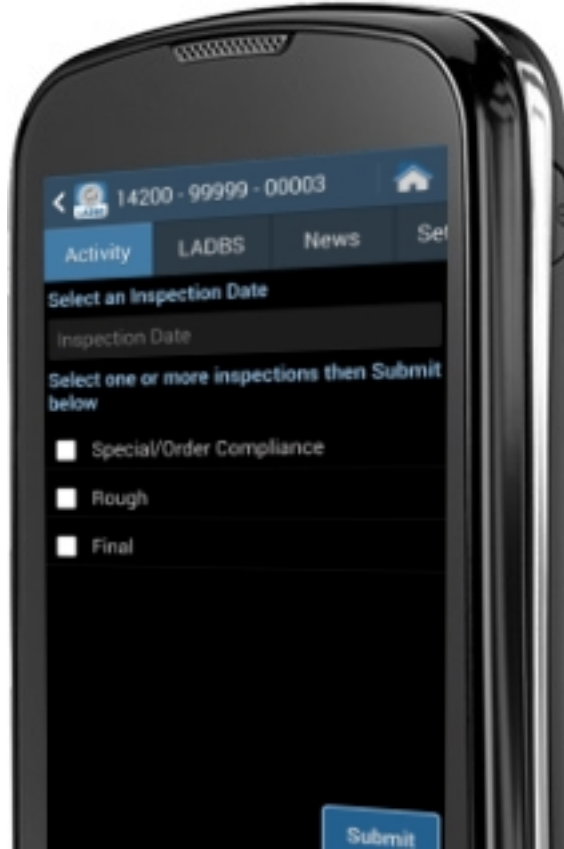 14200 - 99999 - 00003
Activity LADBS News Set
Select an Inspection Date
Inspection Date
Select one or more inspections then Submit
below
Special/Order Compliance
Rough
Final
Submit